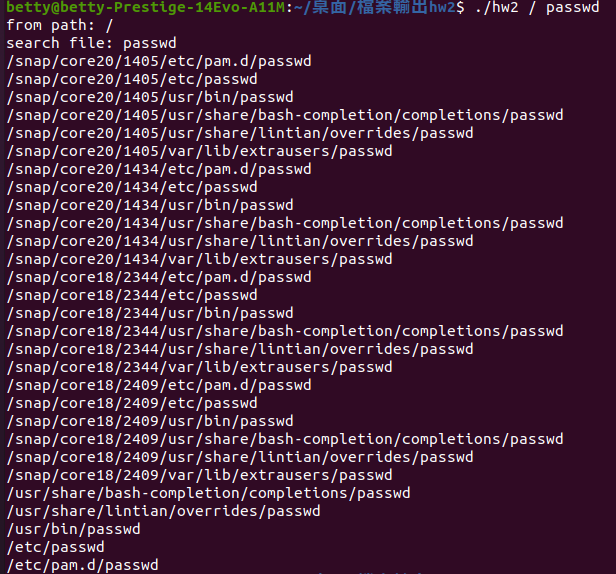 betty@betty-Prestige-14Evo-A11M:~/桌面/檔案輸出hw2$ ./hw2 / passwd
from path: /
search file: passwd
/snap/core20/1405/etc/pam.d/passwd
/snap/core20/1405/etc/passwd
/snap/core20/1405/usr/bin/passwd
/snap/core20/1405/usr/share/bash-completion/completions/passwd
/snap/core20/1405/usr/share/lintian/overrides/passwd
/snap/core20/1405/var/lib/extrausers/passwd
/snap/core20/1434/etc/pam.d/passwd
/snap/core20/1434/etc/passwd
/snap/core20/1434/usr/bin/passwd
/snap/core20/1434/usr/share/bash-completion/completions/passwd
/snap/core20/1434/usr/share/lintian/overrides/passwd
/snap/core20/1434/var/lib/extrausers/passwd
/snap/core18/2344/etc/pam.d/passwd
/snap/core18/2344/etc/passwd
/snap/core18/2344/usr/bin/passwd
/snap/core18/2344/usr/share/bash-completion/completions/passwd
/snap/core18/2344/usr/share/lintian/overrides/passwd
/snap/core18/2344/var/lib/extrausers/passwd
/snap/core18/2409/etc/pam.d/passwd
/snap/core18/2409/etc/passwd
/snap/core18/2409/usr/bin/passwd
/snap/core18/2409/usr/share/bash-completion/completions/passwd
/snap/core18/2409/usr/share/lintian/overrides/passwd
/snap/core18/2409/var/lib/extrausers/passwd
/usr/share/bash-completion/completions/passwd
/usr/share/lintian/overrides/passwd
/usr/bin/passwd
/etc/passwd
/etc/pam.d/passwd